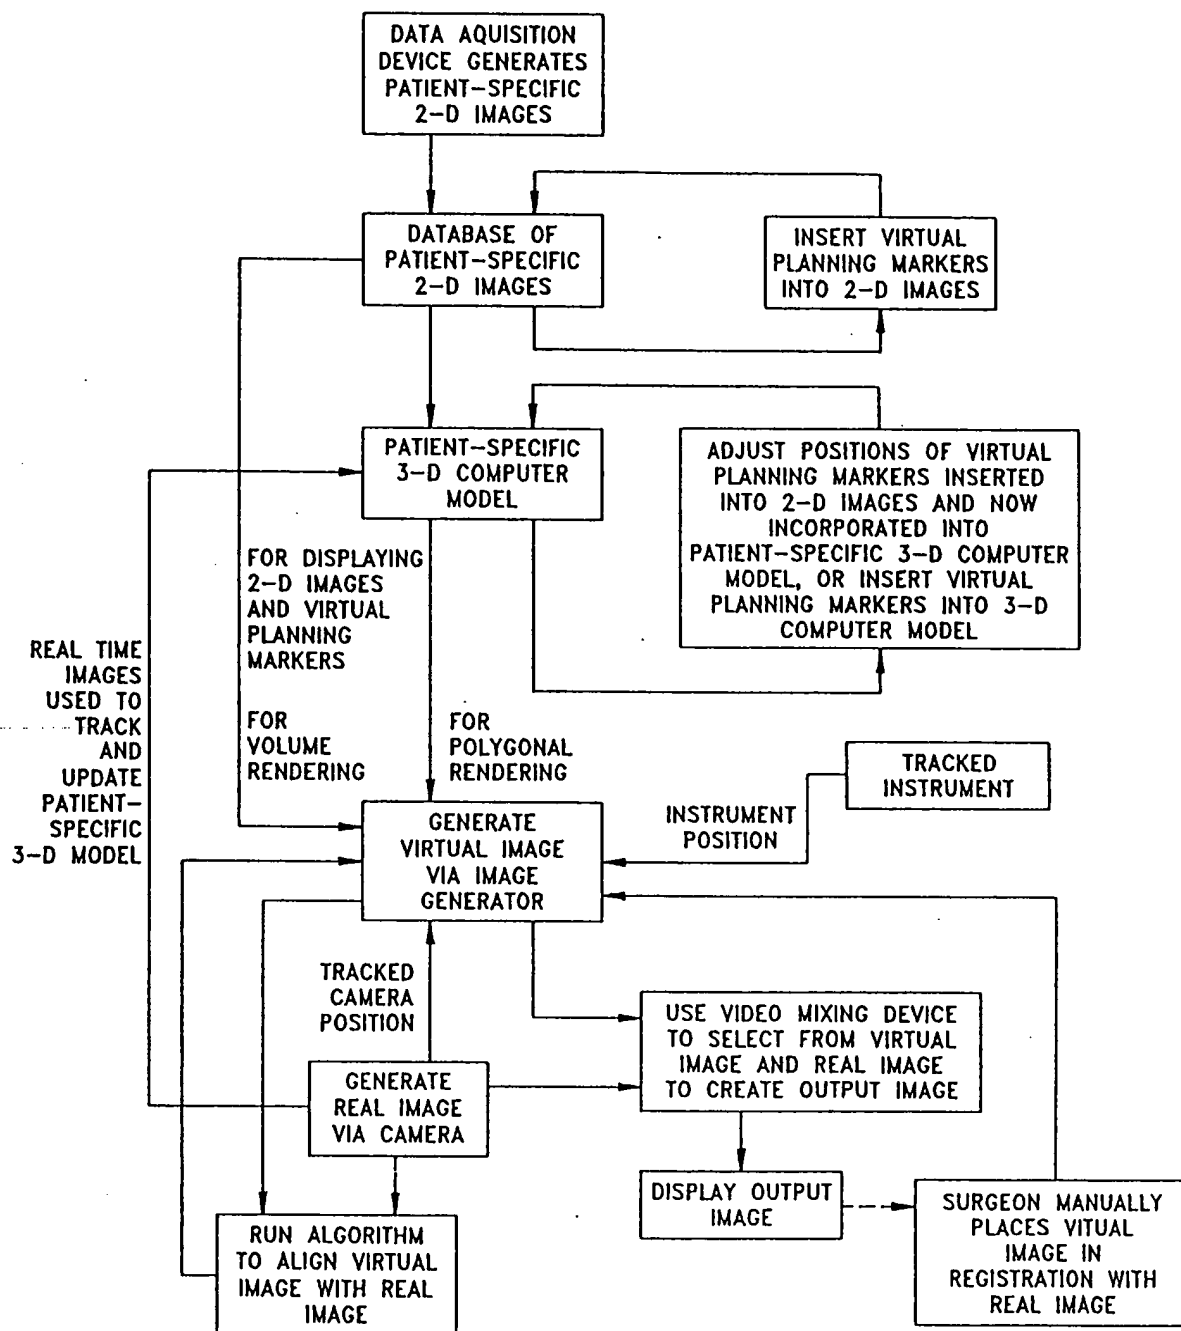 DATA AQUISITION
DEVICE GENERATES
PATIENT-SPECIFIC
2-D IMAGES
DATABASE OF
PATIENT-SPECIFIC
2-D IMAGES
INSERT VIRTUAL
PLANNING MARKERS
INTO 2-D IMAGES
PATIENT-SPECIFIC
3-D COMPUTER
MODEL
ADJUST POSITIONS OF VIRTUAL
PLANNING MARKERS INSERTED
INTO 2-D IMAGES AND NOW
INCORPORATED INTO
PATIENT-SPECIFIC 3-D COMPUTER
MODEL, OR INSERT VIRTUAL
PLANNING MARKERS INTO 3-D
COMPUTER MODEL
FOR DISPLAYING
2-D IMAGES
AND VIRTUAL
PLANNING
MARKERS
REAL TIME
IMAGES
USED TO
TRACK
AND
UPDATE
PATIENT-
SPECIFIC
3-D MODEL
FOR
VOLUME
RENDERING
FOR
POLYGONAL
RENDERING
TRACKED
INSTRUMENT
INSTRUMENT
POSITION
GENERATE
VIRTUAL IMAGE
VIA IMAGE
GENERATOR
TRACKED
CAMERA
POSITION
USE VIDEO MIXING DEVICE
TO SELECT FROM VIRTUAL
IMAGE AND REAL IMAGE
TO CREATE OUTPUT IMAGE
GENERATE
REAL IMAGE
VIA CAMERA
DISPLAY OUTPUT
IMAGE
SURGEON MANUALLY
PLACES VITUAL
IMAGE IN
REGISTRATION WITH
REAL IMAGE
RUN ALGORITHM
TO ALIGN VIRTUAL
IMAGE WITH REAL
IMAGE